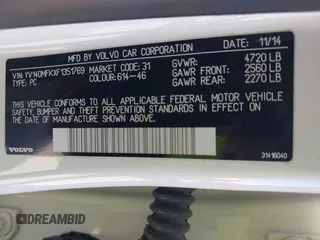 MFD BY VOLVO CAR CORPORATION 11/14
VIN: YV140MFKXF1351769
TYPE: PC
MARKET CODE: 31
COLOUR: 614-46
GVWR: 4720 LB
GAWR FRONT: 2560 LB
GAWR REAR: 2270 LB
THIS VEHICLE CONFORMS TO ALL APPLICABLE U.S. FEDERAL MOTOR VEHICLE
SAFETY, BUMPER AND THEFT PREVENTION STANDARDS IN EFFECT ON THE
DATE OF MANUFACTURE SHOWN ABOVE.
VOLVO
31416040
DREAMBID